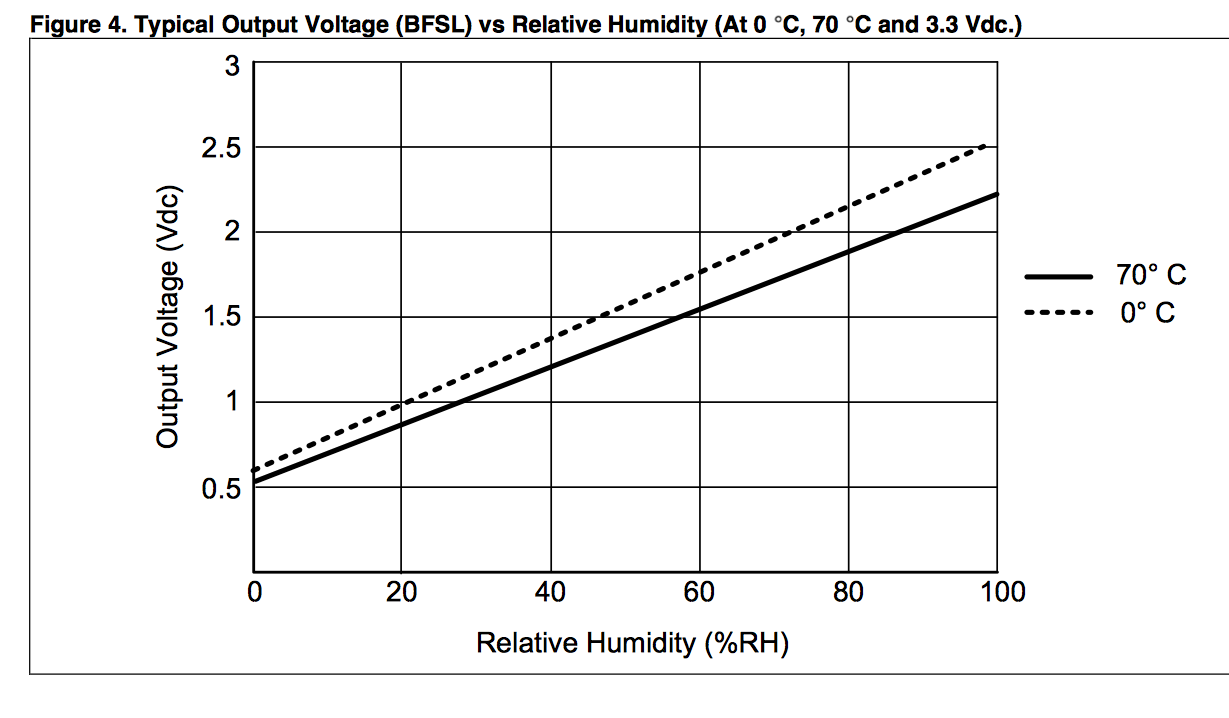 Figure 4. Typical Output Voltage (BFSL) vs Relative Humidity (At 0 °C, 70 °C and 3.3 Vdc.)
3
2.5
2
1.5
1
0.5
Output Voltage (Vdc)
0 20 40 60 80 100
Relative Humidity (%RH)
70° C
0° C